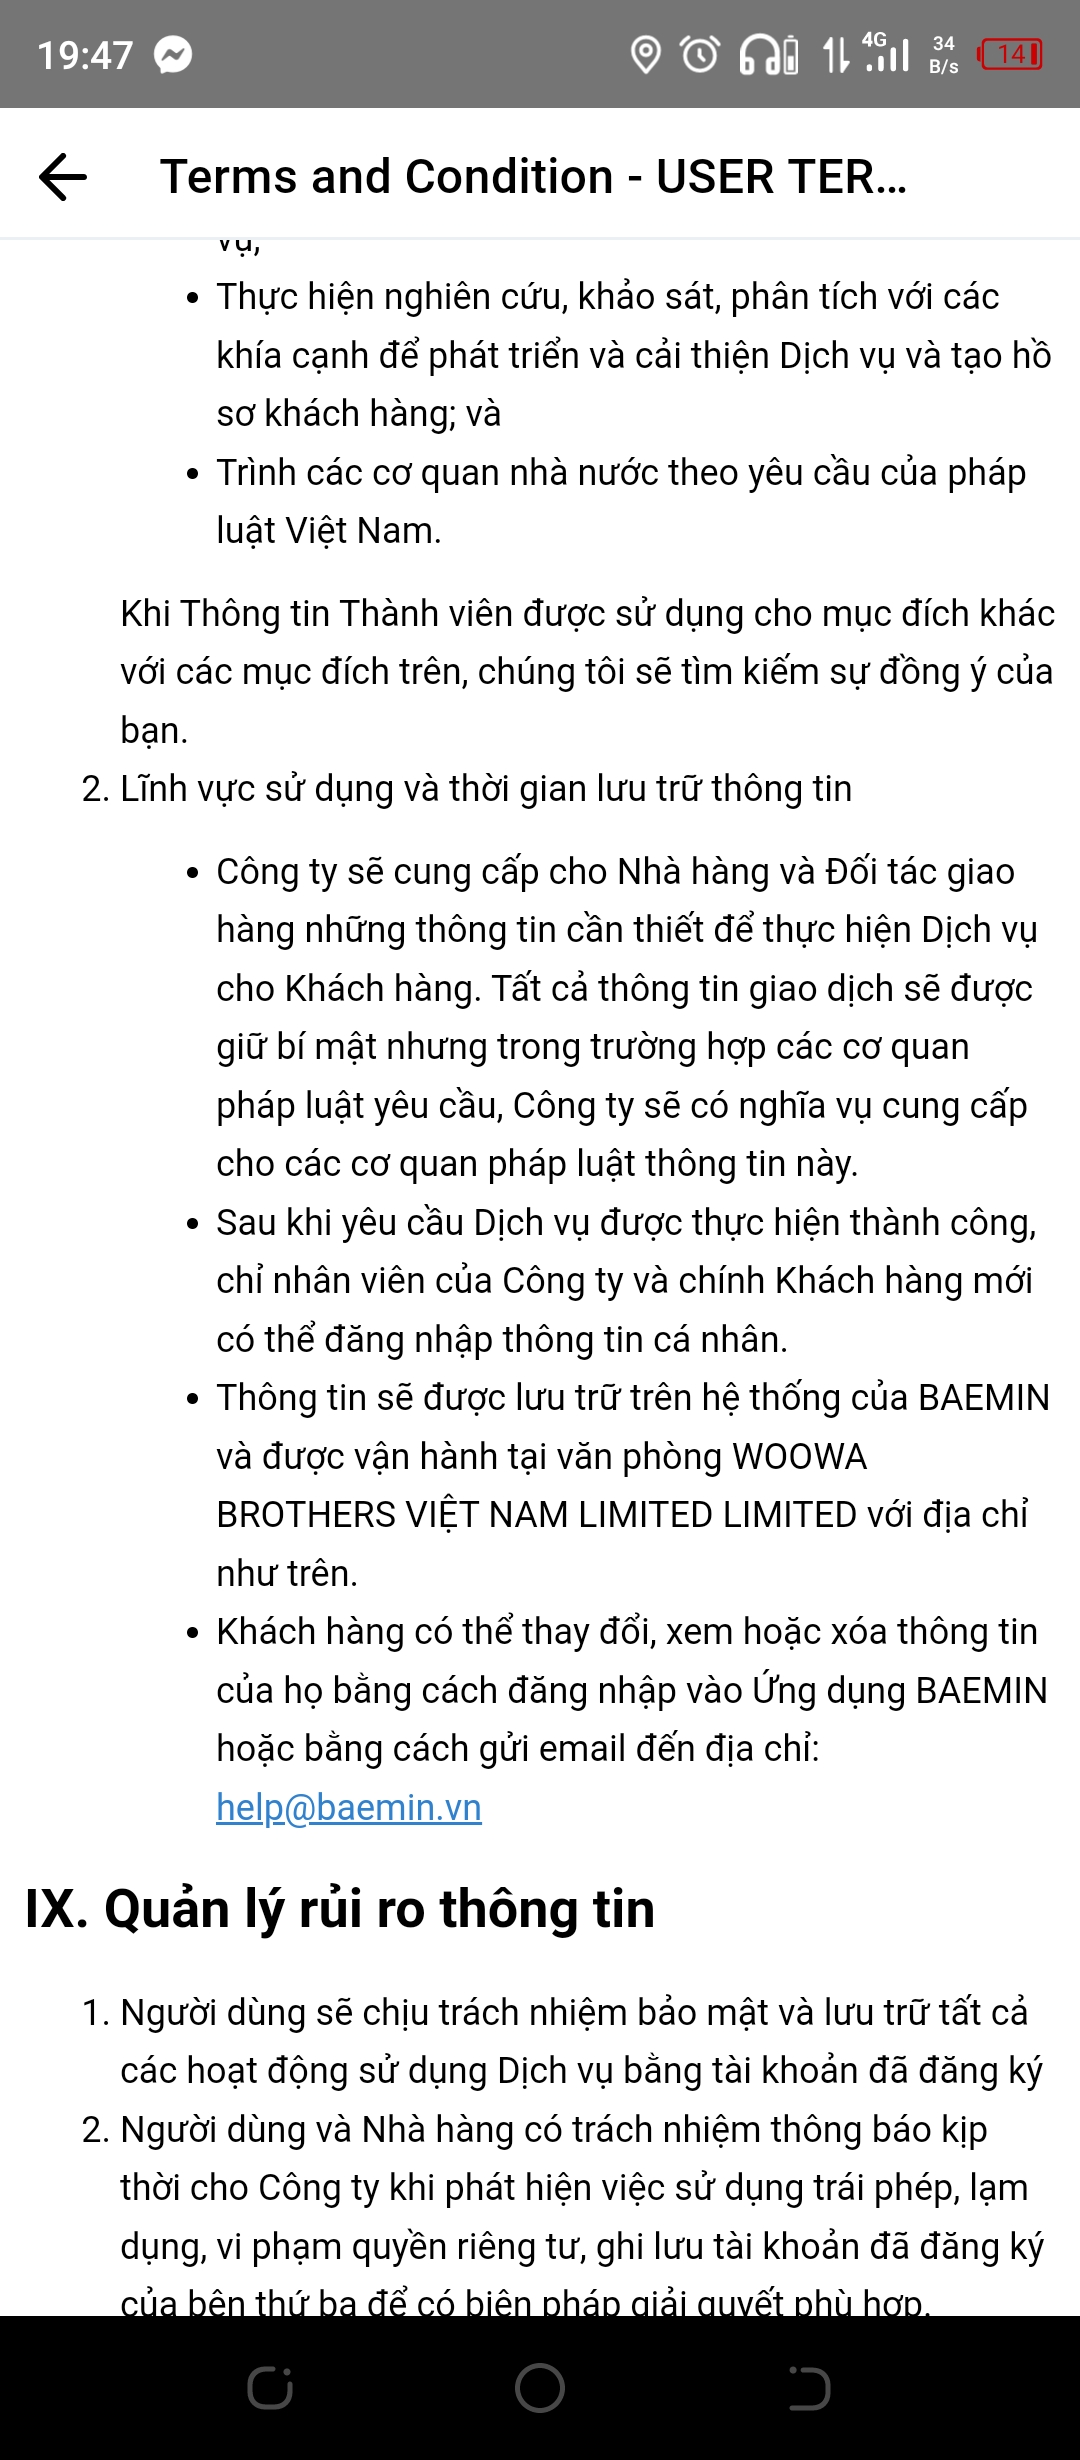 19:47
4G
34
B/s
14
Terms and Condition - USER TER...
vụ;
• Thực hiện nghiên cứu, khảo sát, phân tích với các
khía cạnh để phát triển và cải thiện Dịch vụ và tạo hồ
sơ khách hàng; và
• Trình các cơ quan nhà nước theo yêu cầu của pháp
luật Việt Nam.
Khi Thông tin Thành viên được sử dụng cho mục đích khác
với các mục đích trên, chúng tôi sẽ tìm kiếm sự đồng ý của
bạn.
2. Lĩnh vực sử dụng và thời gian lưu trữ thông tin
• Công ty sẽ cung cấp cho Nhà hàng và Đối tác giao
hàng những thông tin cần thiết để thực hiện Dịch vụ
cho Khách hàng. Tất cả thông tin giao dịch sẽ được
giữ bí mật nhưng trong trường hợp các cơ quan
pháp luật yêu cầu, Công ty sẽ có nghĩa vụ cung cấp
cho các cơ quan pháp luật thông tin này.
• Sau khi yêu cầu Dịch vụ được thực hiện thành công,
chỉ nhân viên của Công ty và chính Khách hàng mới
có thể đăng nhập thông tin cá nhân.
• Thông tin sẽ được lưu trữ trên hệ thống của BAEMIN
và được vận hành tại văn phòng WOOWA
BROTHERS VIỆT NAM LIMITED LIMITED với địa chỉ
như trên.
• Khách hàng có thể thay đổi, xem hoặc xóa thông tin
của họ bằng cách đăng nhập vào Ứng dụng BAEMIN
hoặc bằng cách gửi email đến địa chỉ:
help@baemin.vn
IX. Quản lý rủi ro thông tin
1. Người dùng sẽ chịu trách nhiệm bảo mật và lưu trữ tất cả
các hoạt động sử dụng Dịch vụ bằng tài khoản đã đăng ký
2. Người dùng và Nhà hàng có trách nhiệm thông báo kịp
thời cho Công ty khi phát hiện việc sử dụng trái phép, lạm
dụng, vi phạm quyền riêng tư, ghi lưu tài khoản đã đăng ký
của bên thứ ba để có biện pháp giải quyết phù hợp.